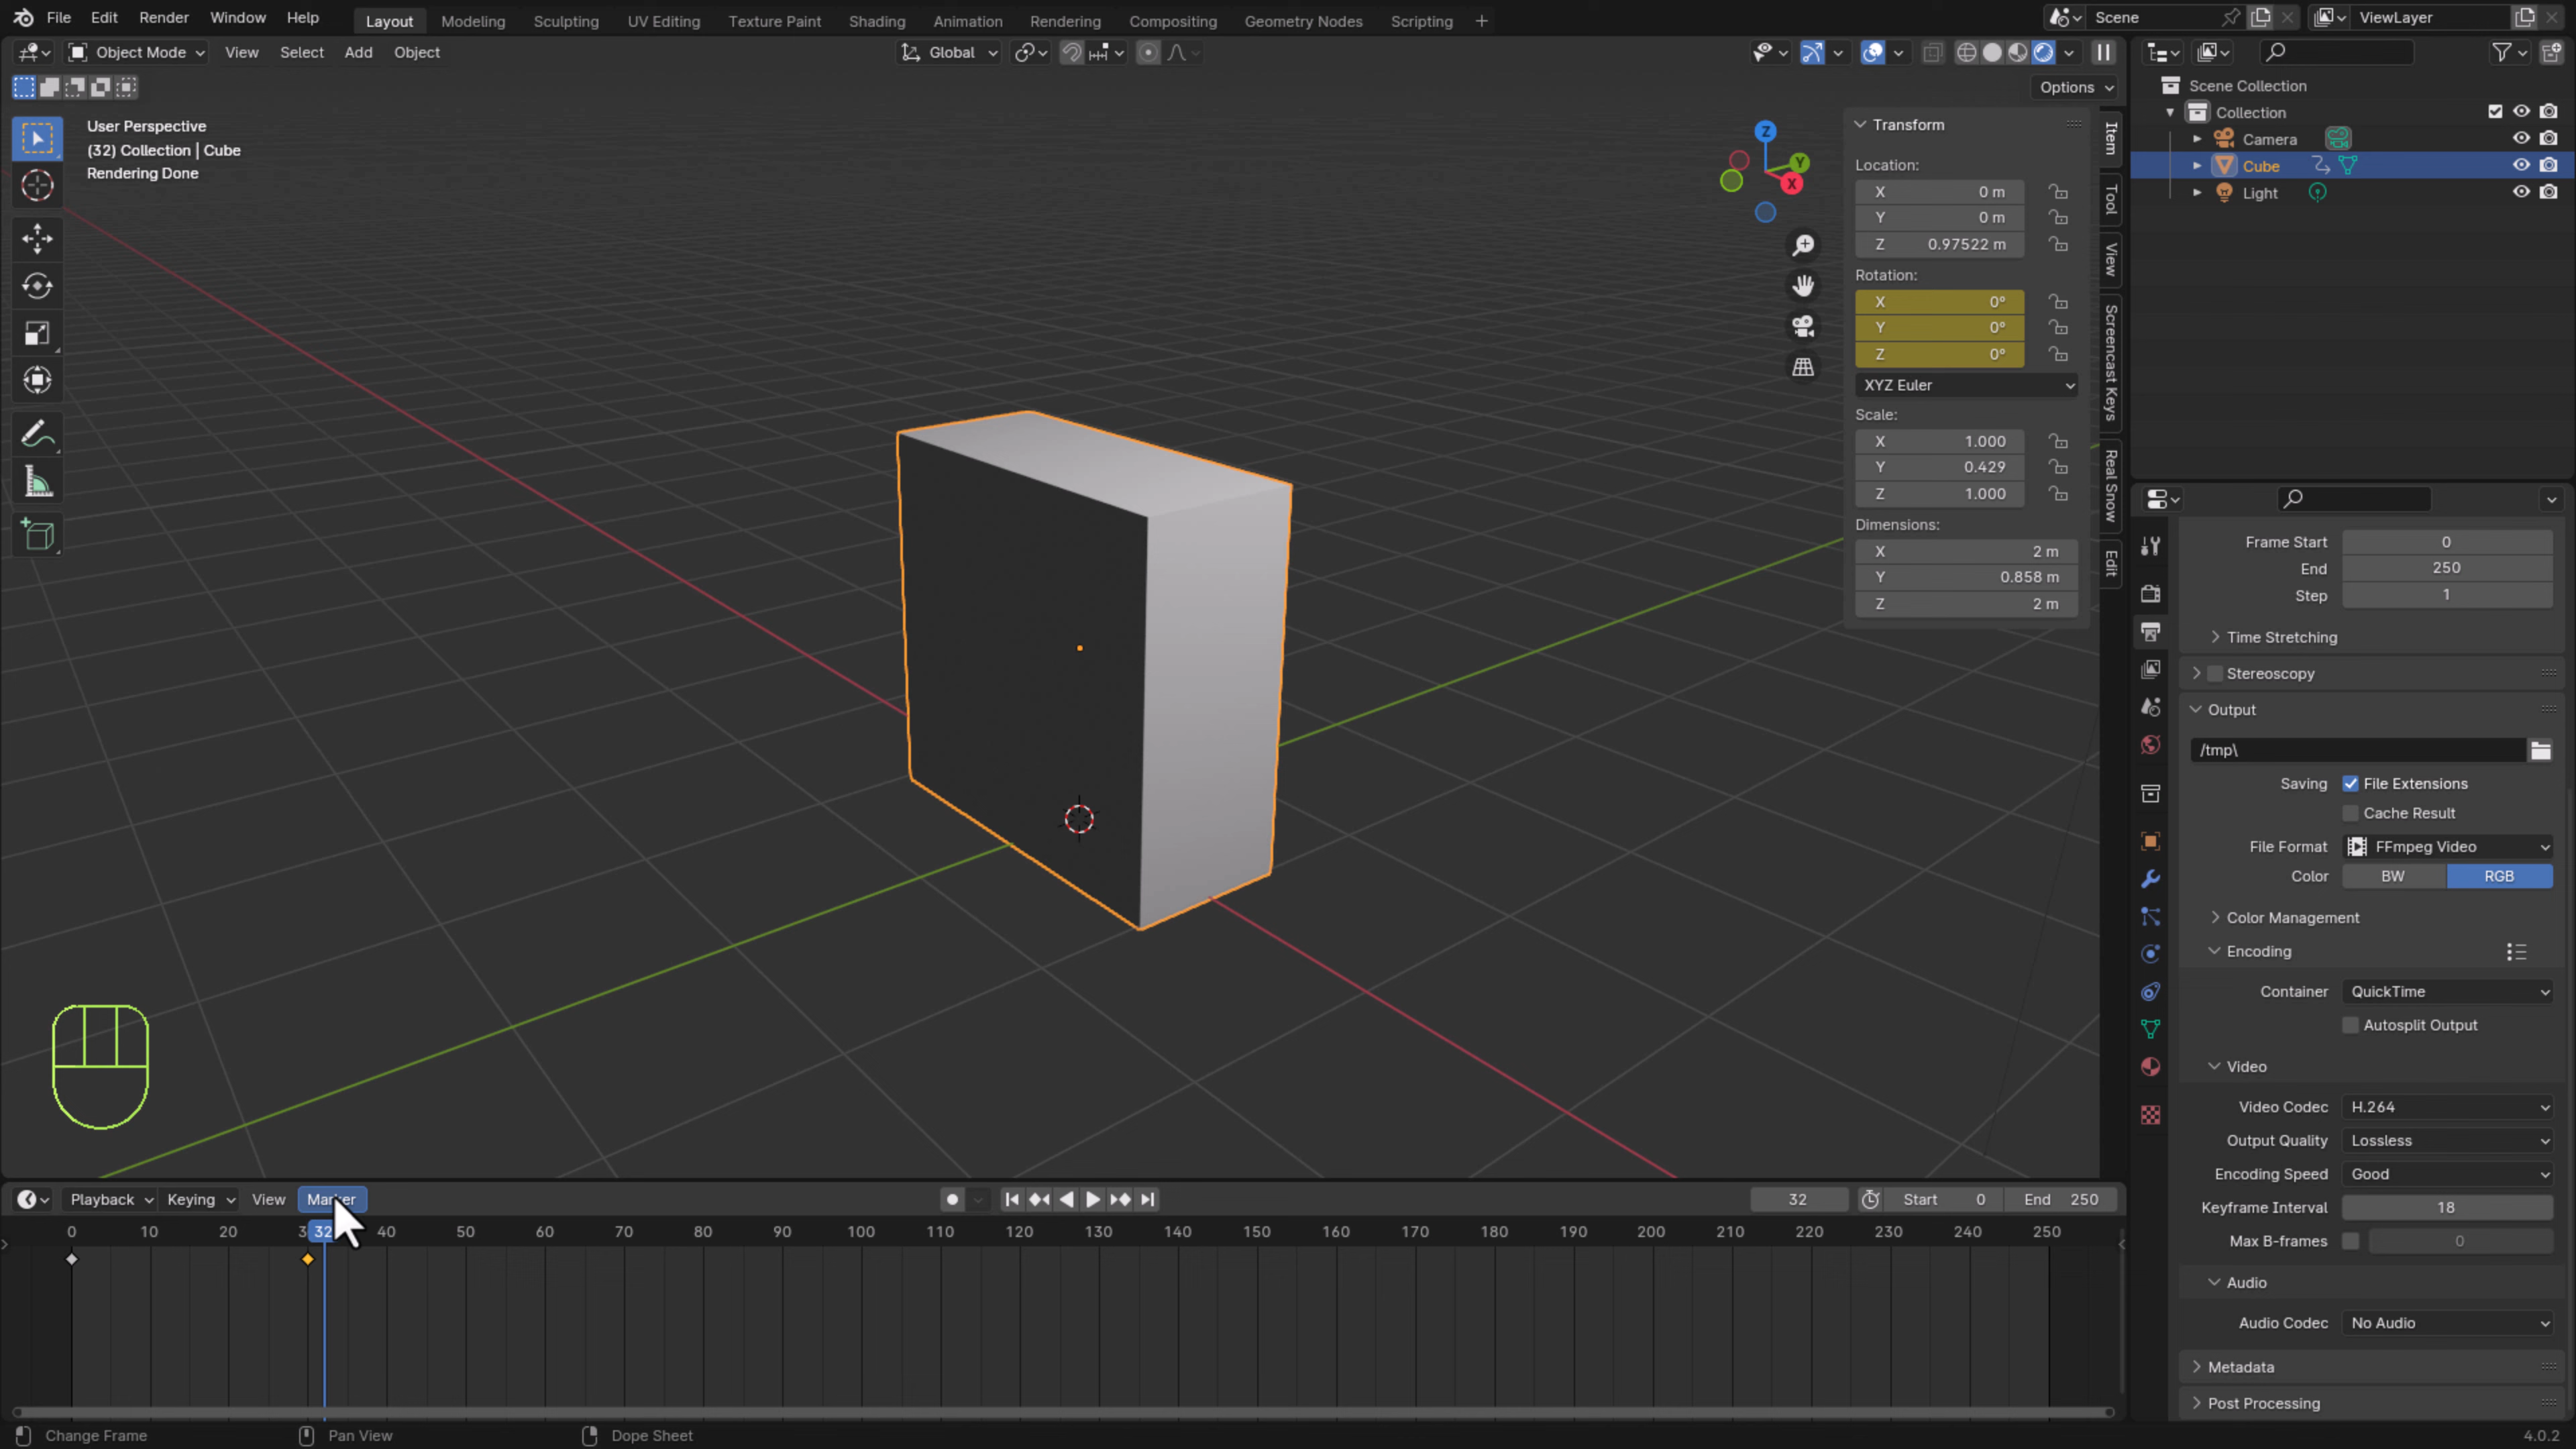 File Edit Render Window Help Layout Modeling Sculpting UV Editing Texture Paint Shading Animation Rendering Compositing Geometry Nodes Scripting + Scene ViewLayer
Object Mode View Select Add Object Global
Options
User Perspective
(32) Collection | Cube
Rendering Done
Z
Y
X
Transform
Location:
X 0 m
Y 0 m
Z 0.97522 m
Rotation:
X 0°
Y 0°
Z 0°
XYZ Euler
Scale:
X 1.000
Y 0.429
Z 1.000
Dimensions:
X 2 m
Y 0.858 m
Z 2 m
Item
Tool
View
Screencast Keys
Real Snow
Edit
Scene Collection
Collection
Camera
Cube
Light
Frame Start 0
End 250
Step 1
Time Stretching
Stereoscopy
Output
/tmp\
Saving File Extensions
Cache Result
File Format FFmpeg Video
Color BW RGB
Color Management
Encoding
Container QuickTime
Autosplit Output
Video
Video Codec H.264
Output Quality Lossless
Encoding Speed Good
Keyframe Interval 18
Max B-frames 0
Audio
Audio Codec No Audio
Metadata
Post Processing
Playback Keying View 32 Start 0 End 250
0 10 20 32 40 50 60 70 80 90 100 110 120 130 140 150 160 170 180 190 200 210 220 230 240 250
Change Frame Pan View Dope Sheet 4.0.2